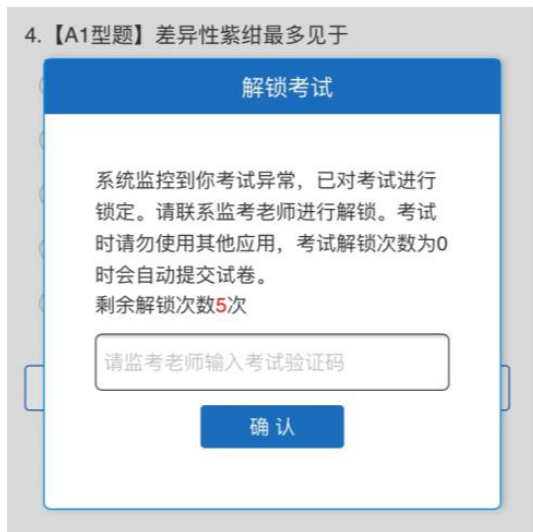 4.【A1型题】差异性紫绀最多见于
解锁考试
系统监控到你考试异常，已对考试进行
锁定。请联系监考老师进行解锁。考试
时请勿使用其他应用，考试解锁次数为0
时会自动提交试卷。
剩余解锁次数5次
请监考老师输入考试验证码
确 认